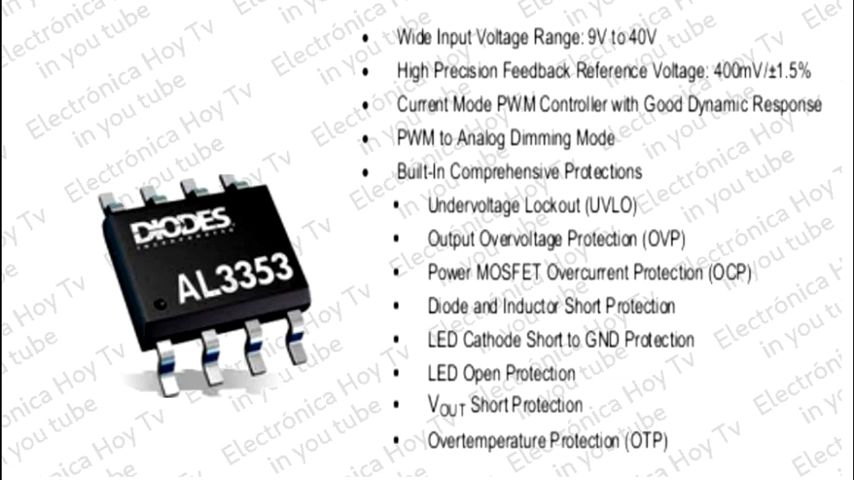 Wide Input Voltage Range: 9V to 40V
High Precision Feedback Reference Voltage: 400mV/±1.5%
Current Mode PWM Controller with Good Dynamic Response
PWM to Analog Dimming Mode
Built-In Comprehensive Protections
Undervoltage Lockout (UVLO)
Output Overvoltage Protection (OVP)
Power MOSFET Overcurrent Protection (OCP)
Diode and Inductor Short Protection
LED Cathode Short to GND Protection
LED Open Protection
VOUT Short Protection
Overtemperature Protection (OTP)
DIODES
INCORPORATED
AL3353
Electrónica Hoy Tv
in you tube